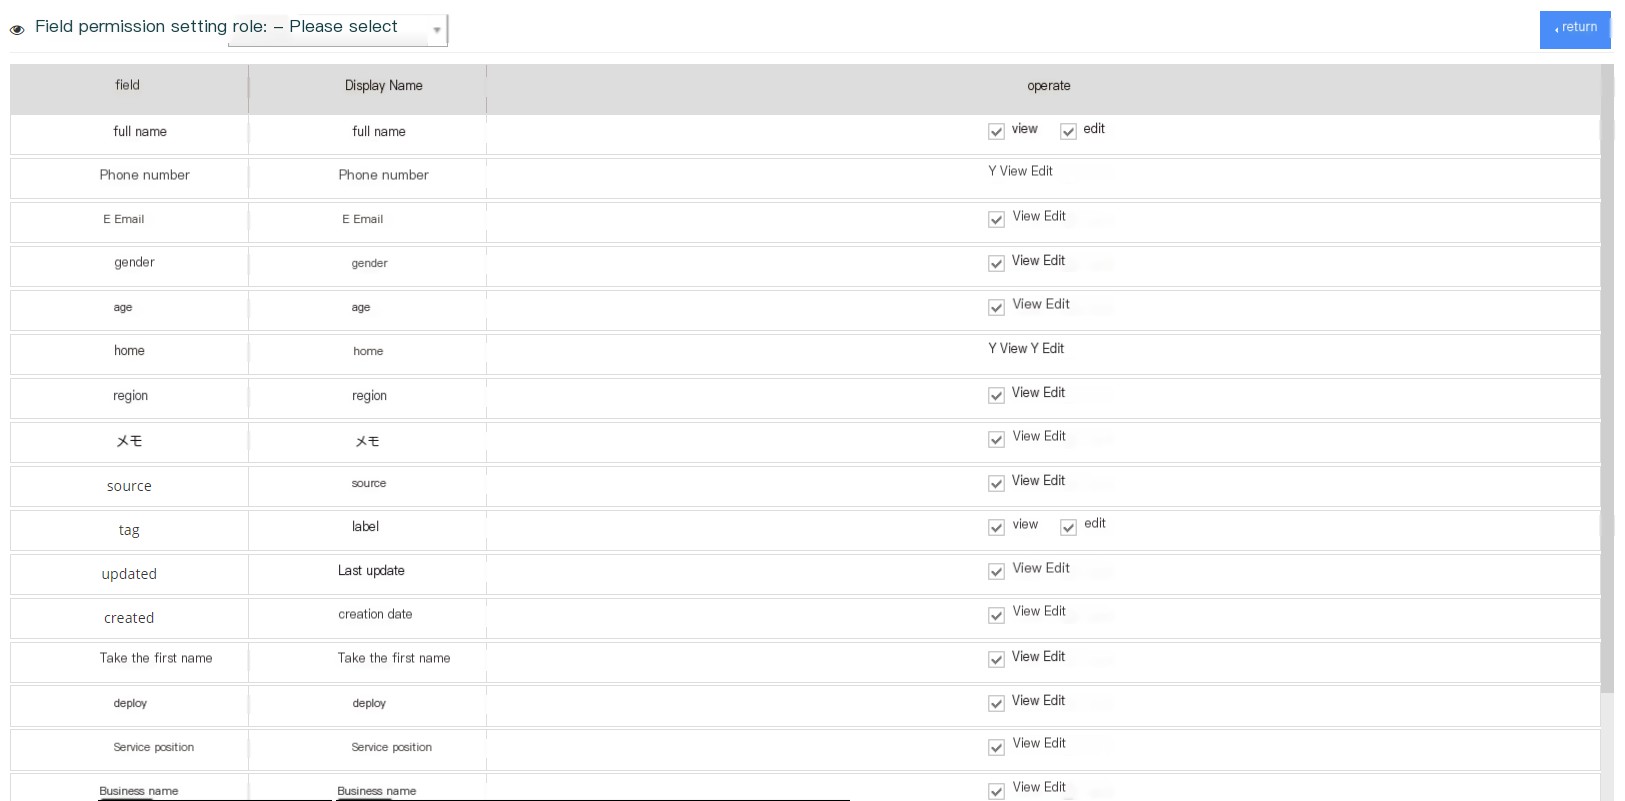 Field permission setting role: – Please select
return
field Display Name operate
full name full name view edit
Phone number Phone number Y View Edit
E Email E Email View Edit
gender gender View Edit
age age View Edit
home home Y View Y Edit
region region View Edit
メモ メモ View Edit
source source View Edit
tag label view edit
updated Last update View Edit
created creation date View Edit
Take the first name Take the first name View Edit
deploy deploy View Edit
Service position Service position View Edit
Business name Business name View Edit